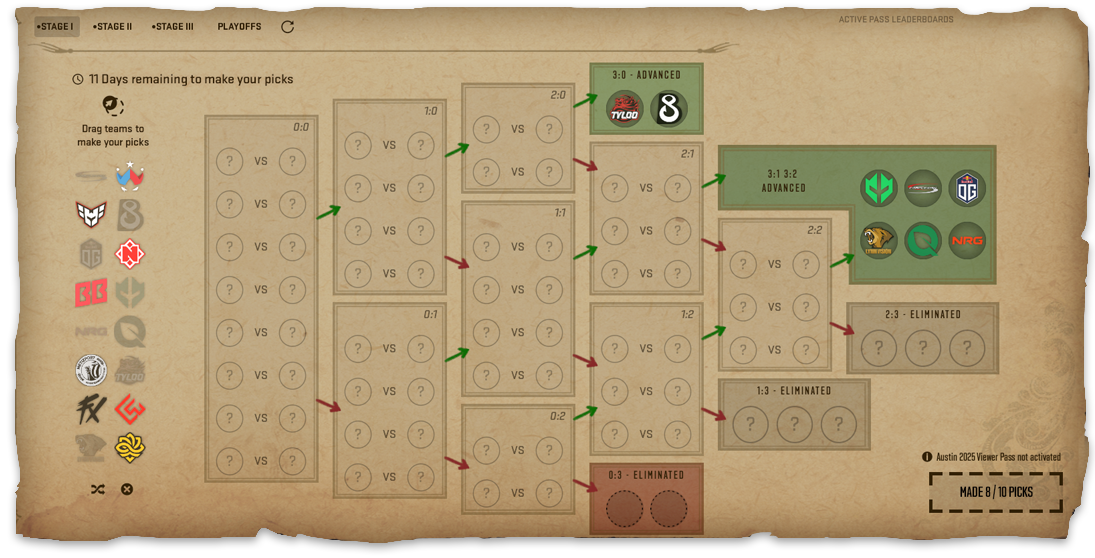 •STAGE I •STAGE II •STAGE III PLAYOFFS
ACTIVE PASS LEADERBOARDS
11 Days remaining to make your picks
Drag teams to
make your picks
OG
N
BB
NRG
TYLOO
FX
0:0
? VS ?
? VS ?
? VS ?
? VS ?
? VS ?
? VS ?
? VS ?
? VS ?
1:0
? VS ?
? VS ?
? VS ?
? VS ?
0:1
? VS ?
? VS ?
? VS ?
? VS ?
2:0
? VS ?
? VS ?
1:1
? VS ?
? VS ?
? VS ?
? VS ?
0:2
? VS ?
? VS ?
3:0 - ADVANCED
TYLOO
2:1
? VS ?
? VS ?
? VS ?
1:2
? VS ?
? VS ?
? VS ?
0:3 - ELIMINATED
3:1 3:2
ADVANCED
OG
NRG
2:2
? VS ?
? VS ?
? VS ?
2:3 - ELIMINATED
? ? ?
1:3 - ELIMINATED
? ? ?
Austin 2025 Viewer Pass not activated
MADE 8 / 10 PICKS